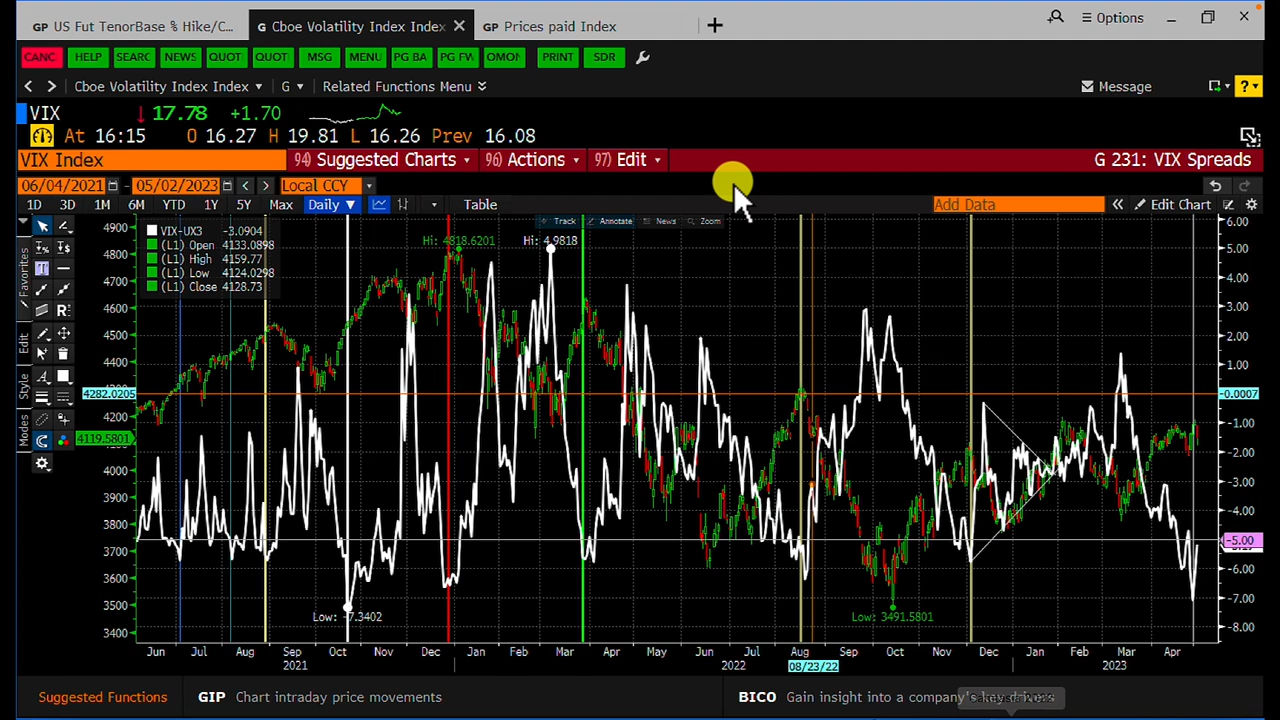 GP US Fut TenorBase % Hike/C... G Cboe Volatility Index Index GP Prices paid Index
Options
CANC HELP SEARC NEWS QUOT QUOT MSG MENU PG BA PG FW OMON PRINT SDR
Cboe Volatility Index Index G Related Functions Menu Message ?
VIX 17.78 +1.70
At 16:15 O 16.27 H 19.81 L 16.26 Prev 16.08
VIX Index 94) Suggested Charts 96) Actions 97) Edit G 231: VIX Spreads
06/04/2021 - 05/02/2023 Local CCY
1D 3D 1M 6M YTD 1Y 5Y Max Daily Table Add Data Edit Chart
Track Annotate News Zoom
VIX-UX3 -3.0904
(L1) Open 4133.0898
(L1) High 4159.77
(L1) Low 4124.0298
(L1) Close 4128.73
Hi: 4818.6201 Hi: 4.9818
Low: -7.3402 Low: 3491.5801
Favorites
Edit
Style
Modes
4900
4800
4700
4600
4500
4400
4282.0205
4200
4119.5801
4000
3900
3800
3700
3600
3500
3400
6.00
5.00
4.00
3.00
2.00
1.00
-0.0007
-1.00
-2.00
-3.00
-4.00
-5.00
-7.00
-8.00
Jun Jul Aug Sep Oct Nov Dec Jan Feb Mar Apr May Jun Jul Aug Sep Oct Nov Dec Jan Feb Mar Apr
2021 2022 08/23/22 2023
Suggested Functions GIP Chart intraday price movements BICO Gain insight into a company's key drivers